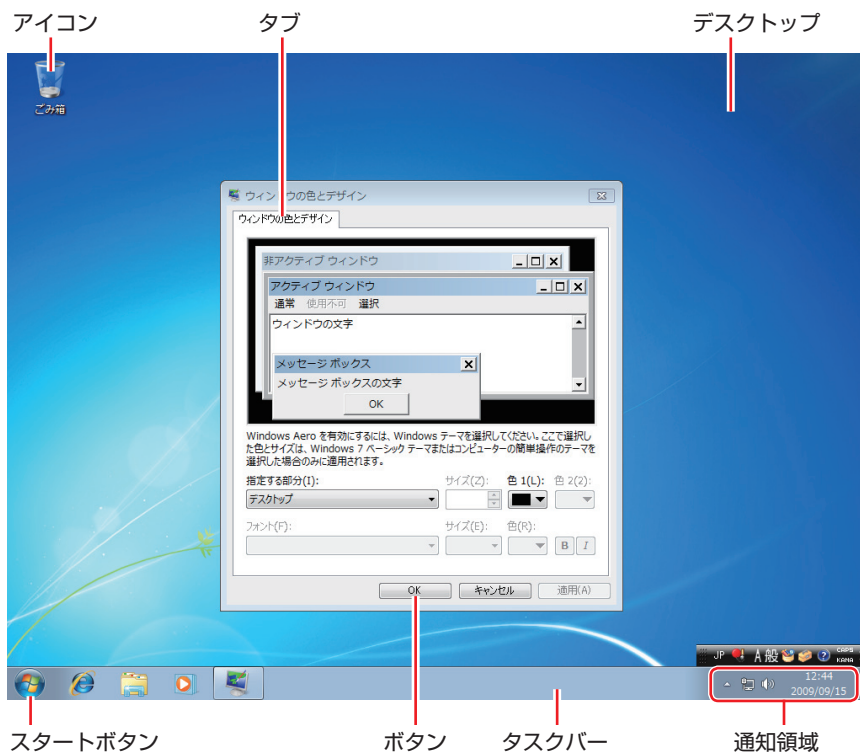 アイコン
タブ
デスクトップ
ごみ箱
ウィンドウの色とデザイン
ウィンドウの色とデザイン
非アクティブ ウィンドウ
アクティブ ウィンドウ
通常 使用不可 選択
ウィンドウの文字
メッセージ ボックス
メッセージ ボックスの文字
OK
Windows Aero を有効にするには、Windows テーマを選択してください。ここで選択し
た色とサイズは、Windows 7 ベーシック テーマまたはコンピューターの簡単操作のテーマを
選択した場合のみに適用されます。
指定する部分(I): サイズ(Z): 色 1(L): 色 2(2):
デスクトップ
フォント(F): サイズ(E): 色(R):
B I
OK キャンセル 適用(A)
JP A 般 CAPS
KANA
12:44
2009/09/15
スタートボタン
ボタン
タスクバー
通知領域